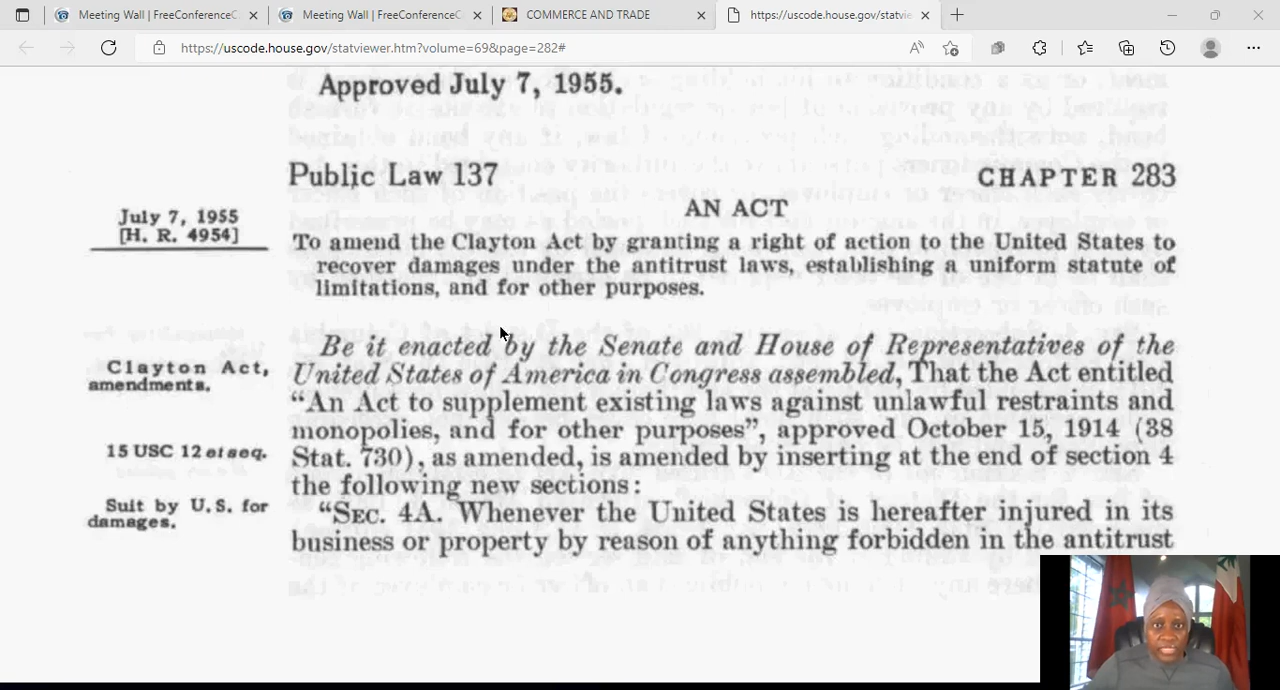 Meeting Wall | FreeConferenceC
Meeting Wall | FreeConferenceC
COMMERCE AND TRADE
https://uscode.house.gov/statvie
https://uscode.house.gov/statviewer.htm?volume=69&page=282#
Approved July 7, 1955.
Public Law 137
CHAPTER 283
July 7, 1955
[H. R. 4954]
AN ACT
To amend the Clayton Act by granting a right of action to the United States to
recover damages under the antitrust laws, establishing a uniform statute of
limitations, and for other purposes.
Clayton Act,
amendments.
Be it enacted by the Senate and House of Representatives of the
United States of America in Congress assembled, That the Act entitled
“An Act to supplement existing laws against unlawful restraints and
monopolies, and for other purposes”, approved October 15, 1914 (38
15 USC 12 et seq.
Stat. 730), as amended, is amended by inserting at the end of section 4
the following new sections:
Suit by U. S. for
damages.
“SEC. 4A. Whenever the United States is hereafter injured in its
business or property by reason of anything forbidden in the antitrust